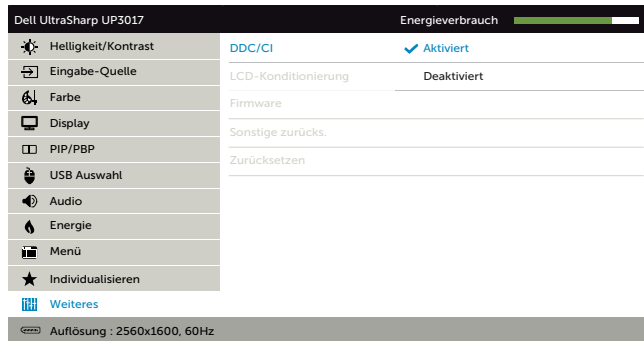 Dell UltraSharp UP3017 Energieverbrauch
Helligkeit/Kontrast DDC/CI Aktiviert
Eingabe-Quelle LCD-Konditionierung Deaktiviert
Farbe Firmware
Display Sonstige zurücks.
PIP/PBP Zurücksetzen
USB Auswahl
Audio
Energie
Menü
Individualisieren
Weiteres
Auflösung : 2560x1600, 60Hz